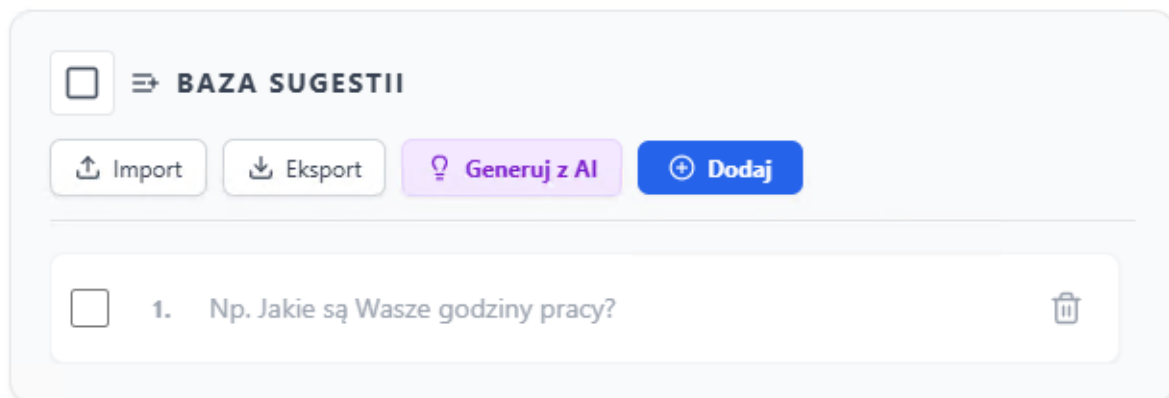 BAZA SUGESTII
Import Eksport Generuj z AI Dodaj
1. Np. Jakie są Wasze godziny pracy?